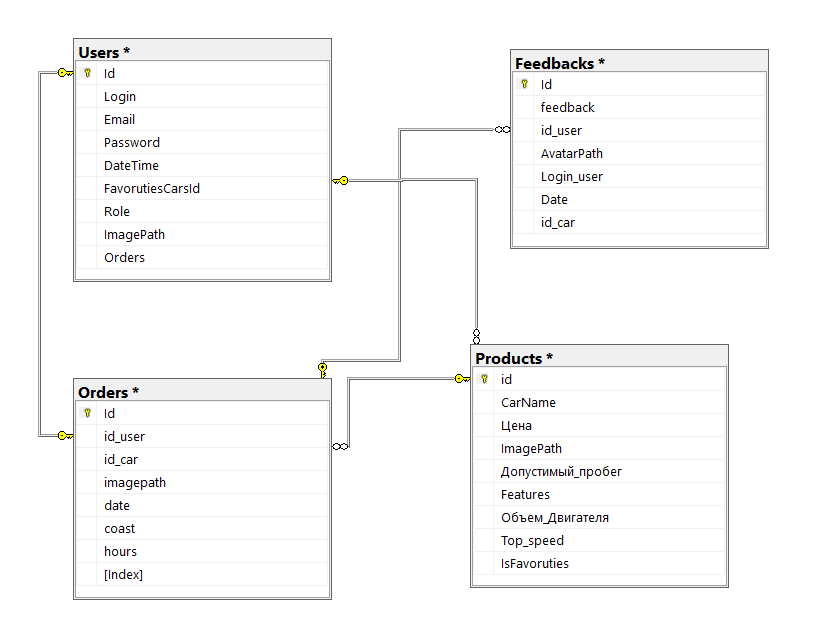 Users *
Id
Login
Email
Password
DateTime
FavorutiesCarsId
Role
ImagePath
Orders
Feedbacks *
Id
feedback
id_user
AvatarPath
Login_user
Date
id_car
Orders *
Id
id_user
id_car
imagepath
date
coast
hours
[Index]
Products *
id
CarName
Цена
ImagePath
Допустимый_пробег
Features
Объем_Двигателя
Top_speed
IsFavoruties